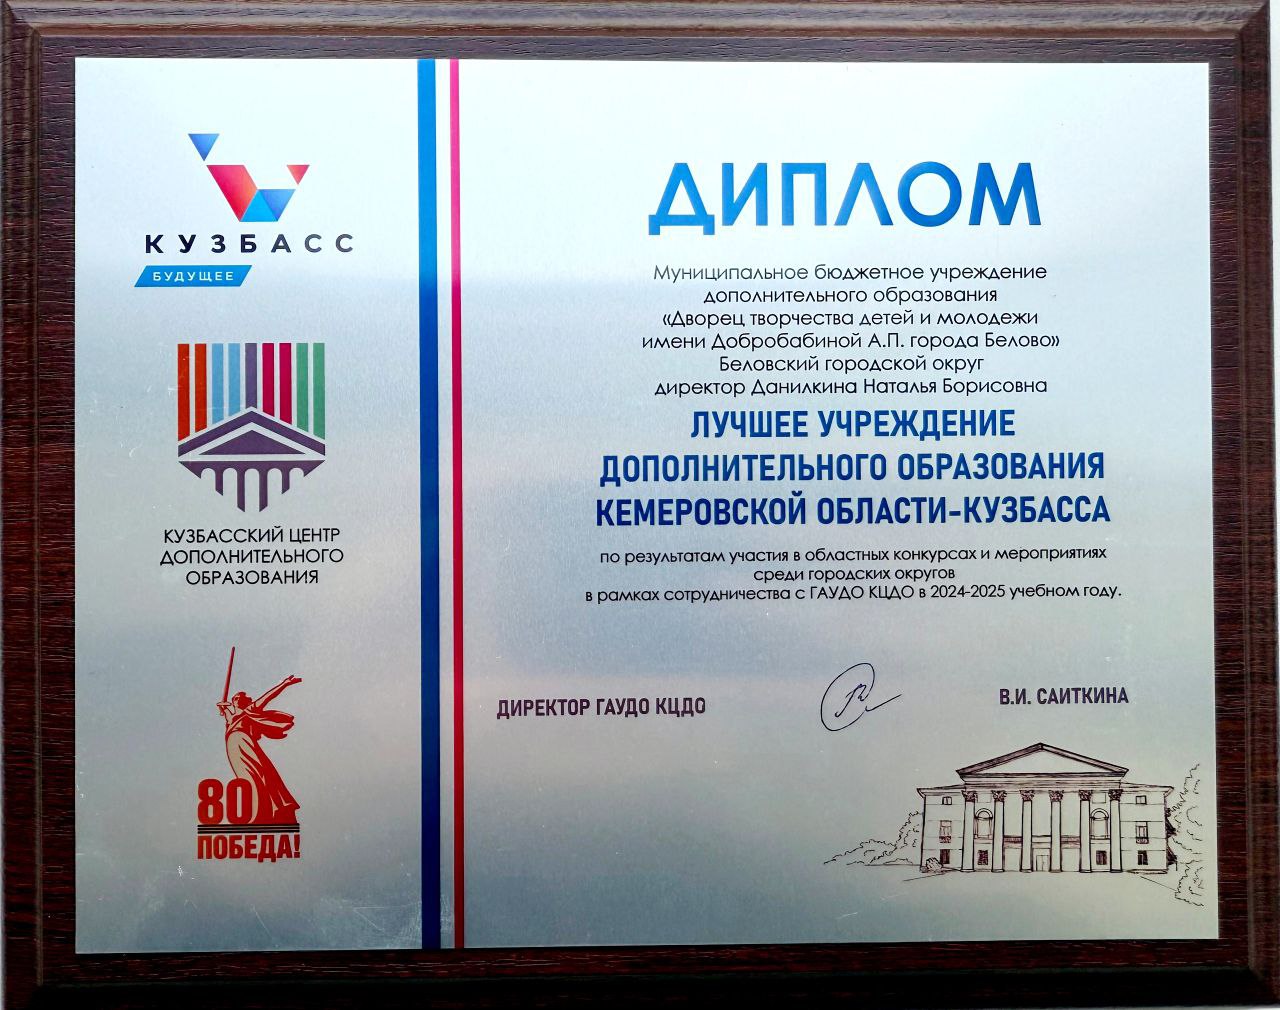 КУЗБАСС
БУДУЩЕЕ
КУЗБАССКИЙ ЦЕНТР
ДОПОЛНИТЕЛЬНОГО
ОБРАЗОВАНИЯ
80
ПОБЕДА!
ДИПЛОМ
Муниципальное бюджетное учреждение
дополнительного образования
«Дворец творчества детей и молодежи
имени Добробабиной А.П. города Белово»
Беловский городской округ
директор Данилкина Наталья Борисовна
ЛУЧШЕЕ УЧРЕЖДЕНИЕ
ДОПОЛНИТЕЛЬНОГО ОБРАЗОВАНИЯ
КЕМЕРОВСКОЙ ОБЛАСТИ-КУЗБАССА
по результатам участия в областных конкурсах и мероприятиях
среди городских округов
в рамках сотрудничества с ГАУДО КЦДО в 2024-2025 учебном году.
ДИРЕКТОР ГАУДО КЦДО
В.И. САИТКИНА